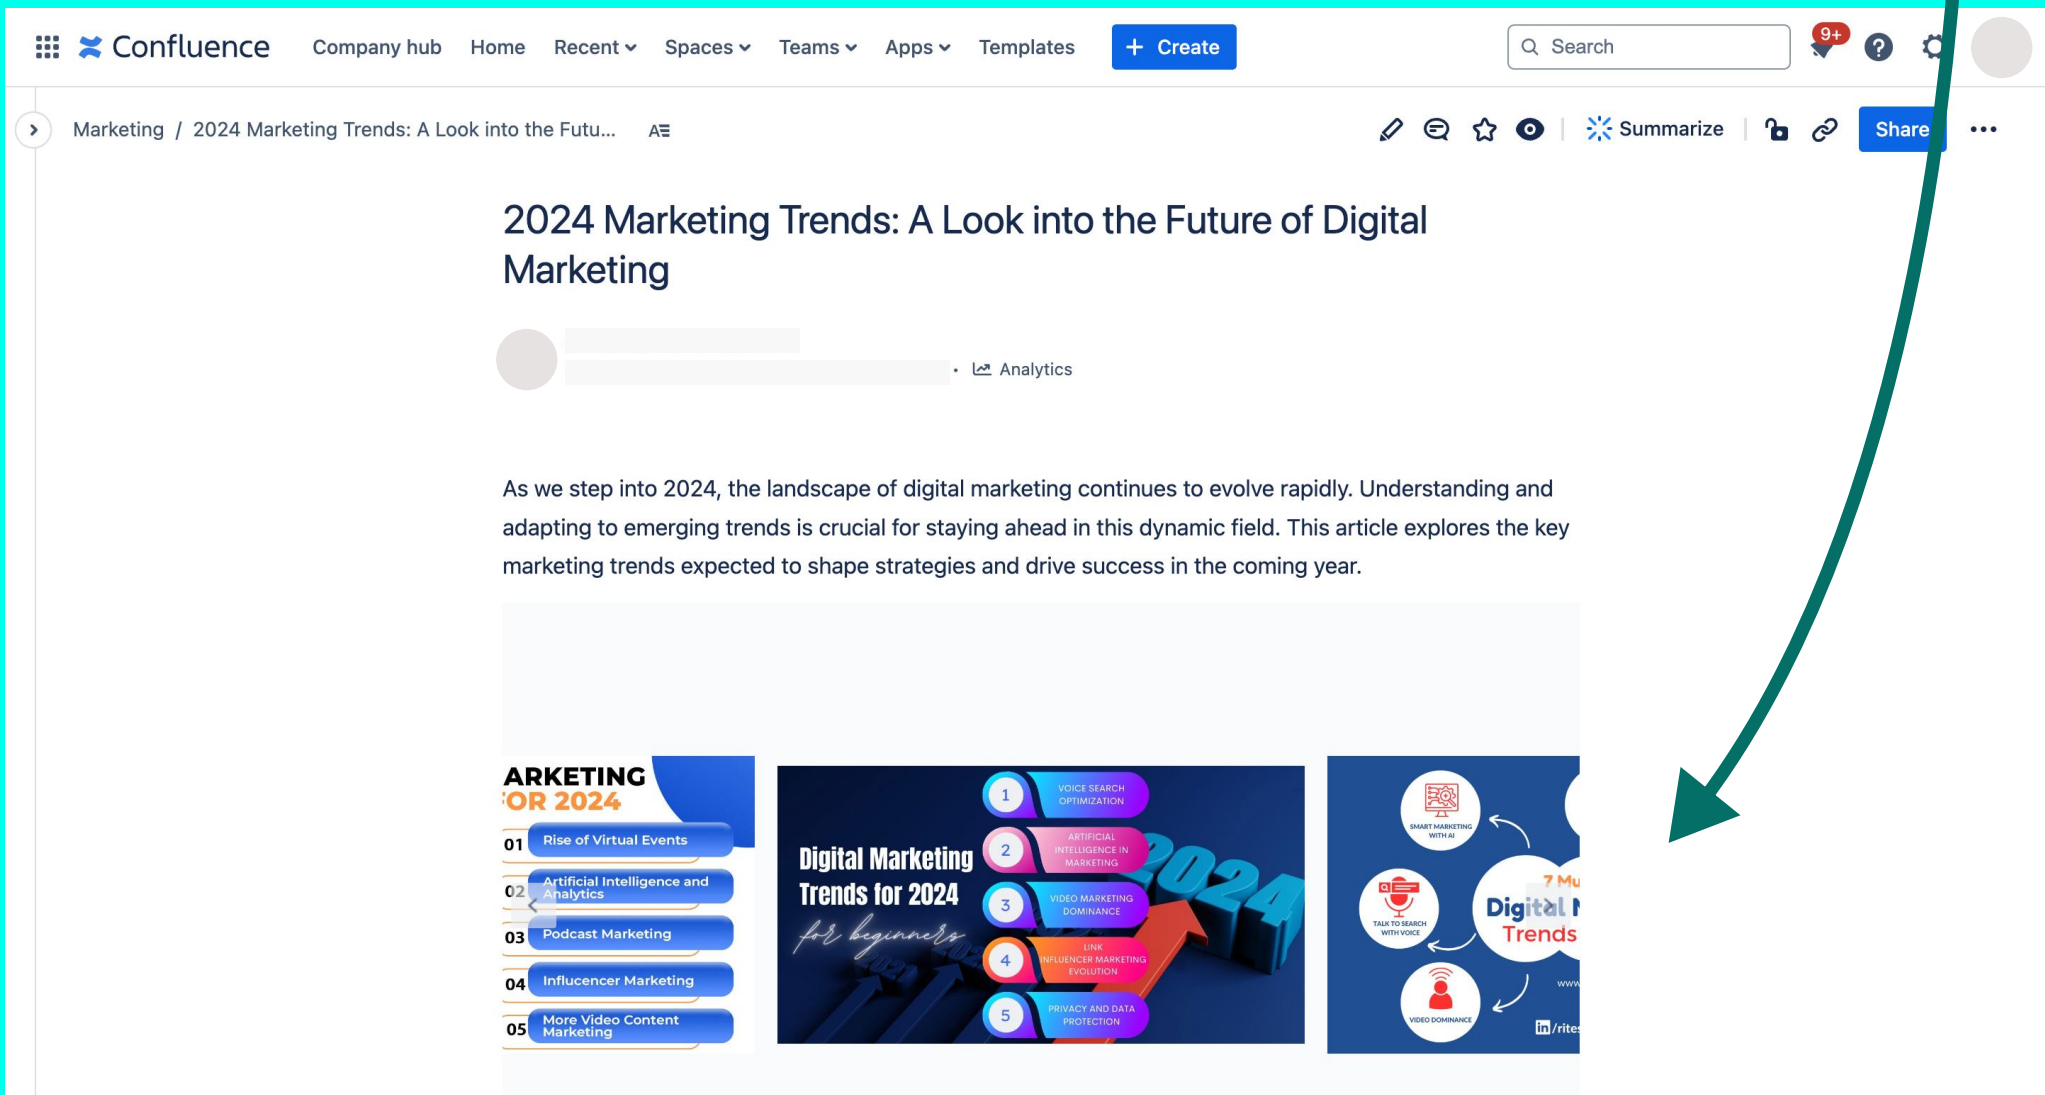 Confluence Company hub Home Recent Spaces Teams Apps Templates + Create Search 9+
Marketing / 2024 Marketing Trends: A Look into the Futu... Summarize Share
2024 Marketing Trends: A Look into the Future of Digital
Marketing
Analytics
As we step into 2024, the landscape of digital marketing continues to evolve rapidly. Understanding and
adapting to emerging trends is crucial for staying ahead in this dynamic field. This article explores the key
marketing trends expected to shape strategies and drive success in the coming year.
ARKETING
OR 2024
01 Rise of Virtual Events
02 Artificial Intelligence and
Analytics
03 Podcast Marketing
04 Influcencer Marketing
05 More Video Content
Marketing
Digital Marketing
Trends for 2024
for beginners
1 VOICE SEARCH
OPTIMIZATION
2 ARTIFICIAL
INTELLIGENCE IN
MARKETING
3 VIDEO MARKETING
DOMINANCE
4 LINK
INFLUENCER MARKETING
EVOLUTION
5 PRIVACY AND DATA
PROTECTION
2024
2023
2022
SMART MARKETING
WITH AI
TALK TO SEARCH
WITH VOICE
VIDEO DOMINANCE
7 Mu
Digital
Trends
www
in/rites